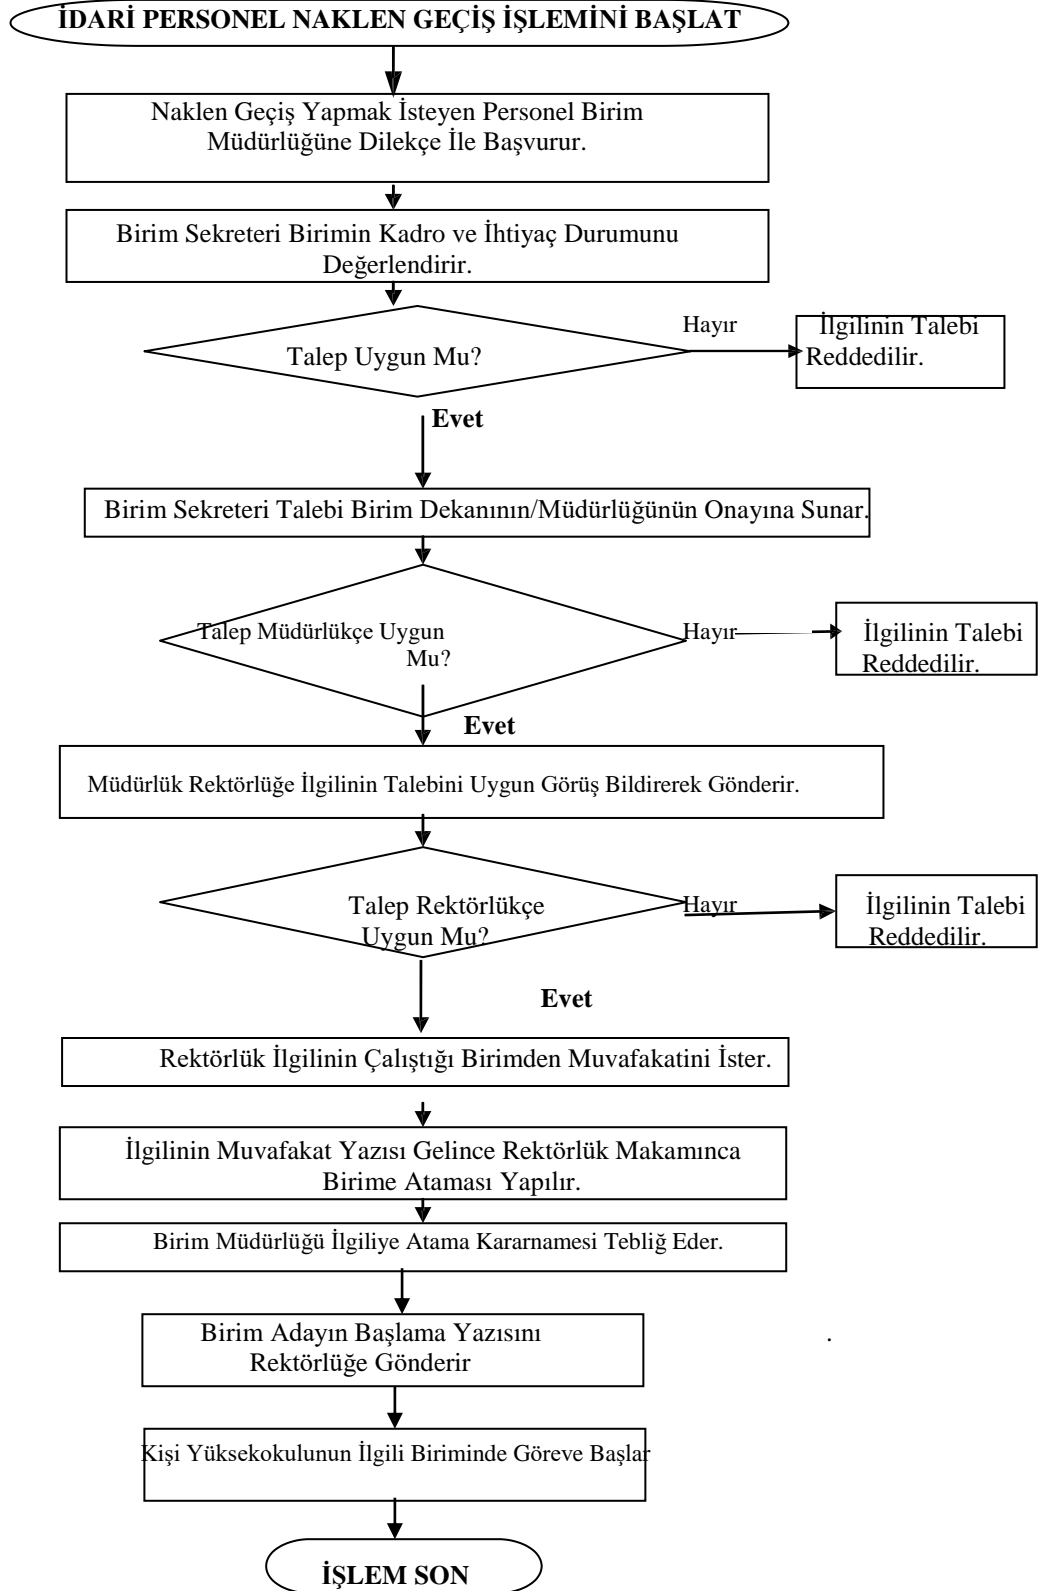 İDARİ PERSONEL NAKLEN GEÇİŞ İŞLEMİNİ BAŞLAT
Naklen Geçiş Yapmak İsteyen Personel Birim
Müdürlüğüne Dilekçe İle Başvurur.
Birim Sekreteri Birimin Kadro ve İhtiyaç Durumunu
Değerlendirir.
Talep Uygun Mu?
Hayır
İlgilinin Talebi
Reddedilir.
Evet
Birim Sekreteri Talebi Birim Dekanının/Müdürlüğünün Onayına Sunar.
Talep Müdürlükçe Uygun
Mu?
Hayır
İlgilinin Talebi
Reddedilir.
Evet
Müdürlük Rektörlüğe İlgilinin Talebini Uygun Görüş Bildirerek Gönderir.
Talep Rektörlükçe
Uygun Mu?
Hayır
İlgilinin Talebi
Reddedilir.
Evet
Rektörlük İlgilinin Çalıştığı Birimden Muvafakatini İster.
İlgilinin Muvafakat Yazısı Gelince Rektörlük Makamınca
Birime Ataması Yapılır.
Birim Müdürlüğü İlgiliye Atama Kararnamesi Tebliğ Eder.
Birim Adayın Başlama Yazısını
Rektörlüğe Gönderir
.
Kişi Yüksekokulunun İlgili Biriminde Göreve Başlar
İŞLEM SON